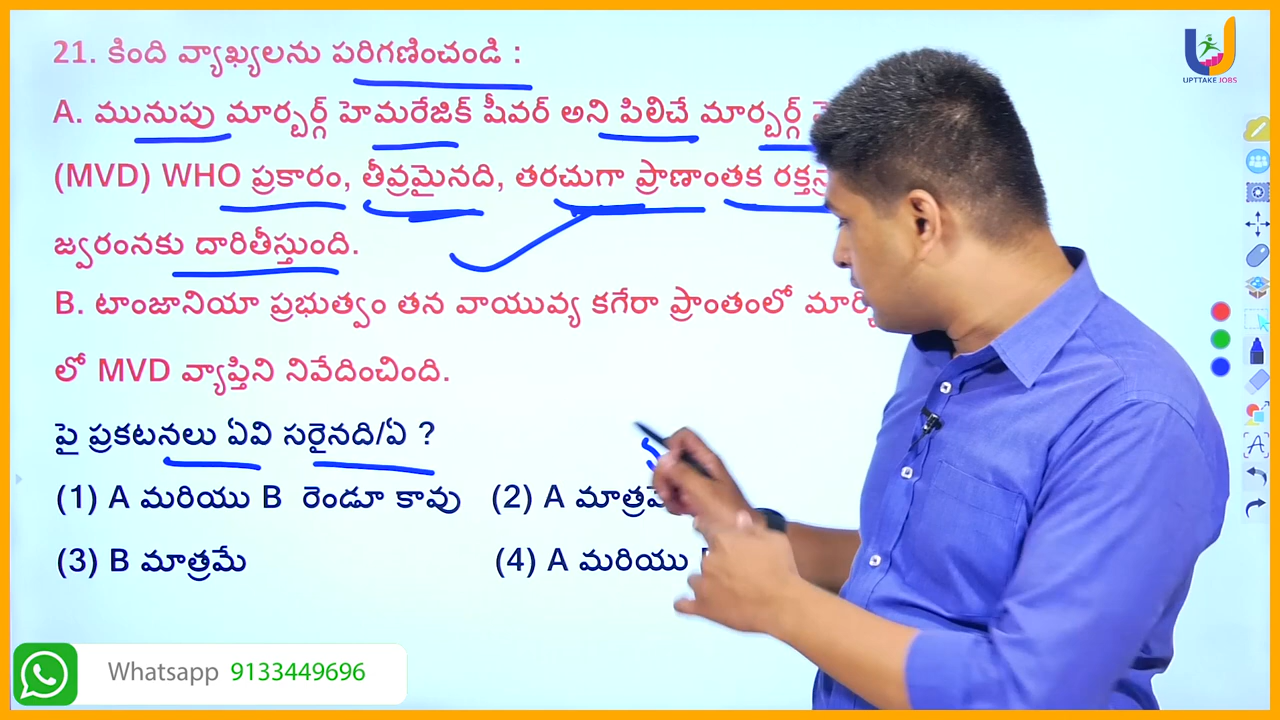 21. కింది వ్యాఖ్యలను పరిగణించండి :
A. మునుపు మార్బర్గ్ హెమరేజిక్ షీవర్ అని పిలిచే మార్బర్గ్
(MVD) WHO ప్రకారం, తీవ్రమైనది, తరచుగా ప్రాణాంతక
జ్వరంనకు దారితీస్తుంది.
B. టాంజానియా ప్రభుత్వం తన వాయువ్య కగేరా ప్రాంతంలో
లో MVD వ్యాప్తిని నివేదించింది.
పై ప్రకటనలు ఏవి సరైనది/ఏ ?
(1) A మరియు B రెండూ కావు (2) A
(3) B మాత్రమే (4) A మరియు
UPTTAKE JOBS
Whatsapp 9133449696